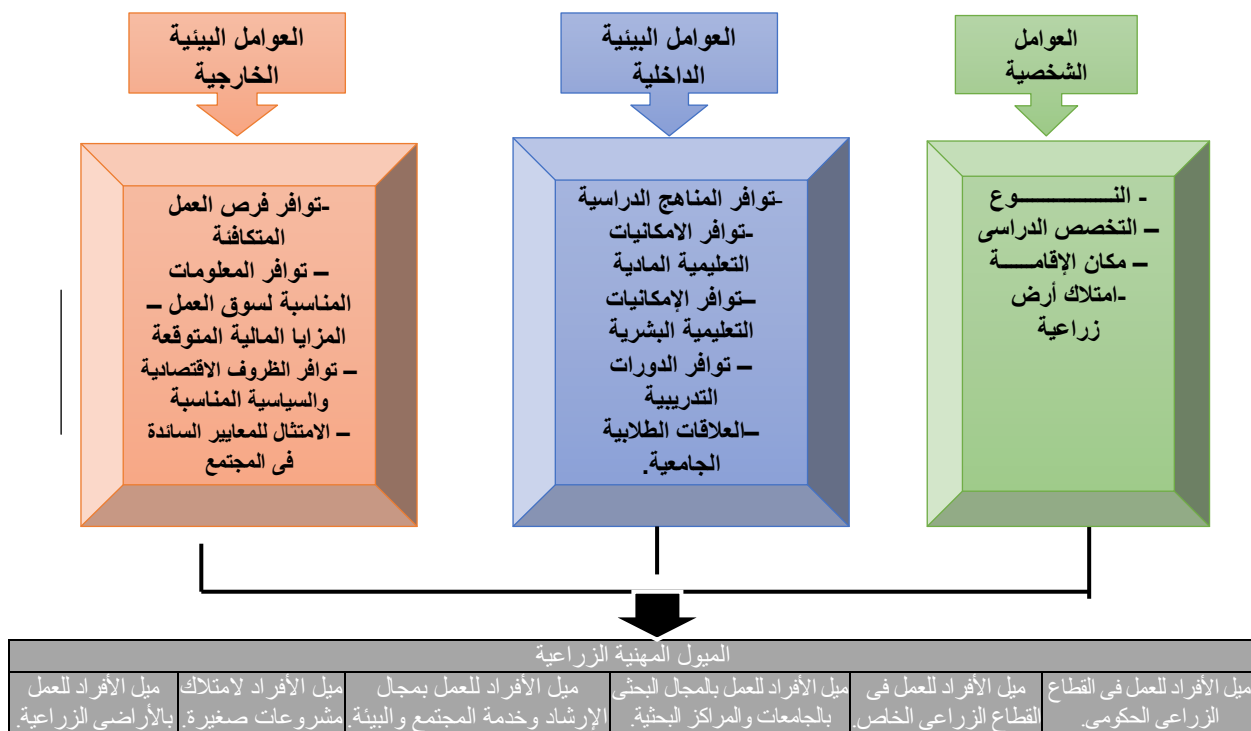 العوامل
الشخصية
- النـــــــــوع
– التخصص الدراسى
– مكان الإقامـــــة
-امتلاك أرض
زراعية
العوامل البيئية
الداخلية
-توافر المناهج الدراسية
-توافر الامكانيات
التعليمية المادية
–توافر الإمكانيات
التعليمية البشرية
– توافر الدورات
التدريبية
–العلاقات الطلابية
الجامعية.
العوامل البيئية
الخارجية
-توافر فرص العمل
المتكافئة
– توافر المعلومات
المناسبة لسوق العمل –
المزايا المالية المتوقعة
– توافر الظروف الاقتصادية
والسياسية المناسبة
– الامتثال للمعايير السائدة
فى المجتمع
الميول المهنية الزراعية
ميل الأفراد للعمل فى القطاع
الزراعى الحكومى.
ميل الأفراد للعمل فى
القطاع الزراعى الخاص.
ميل الأفراد للعمل بالمجال البحثى
بالجامعات والمراكز البحثية.
ميل الأفراد للعمل بمجال
الإرشاد وخدمة المجتمع والبيئة.
ميل الأفراد لامتلاك
مشروعات صغيرة.
ميل الأفراد للعمل
بالأراضى الزراعية.